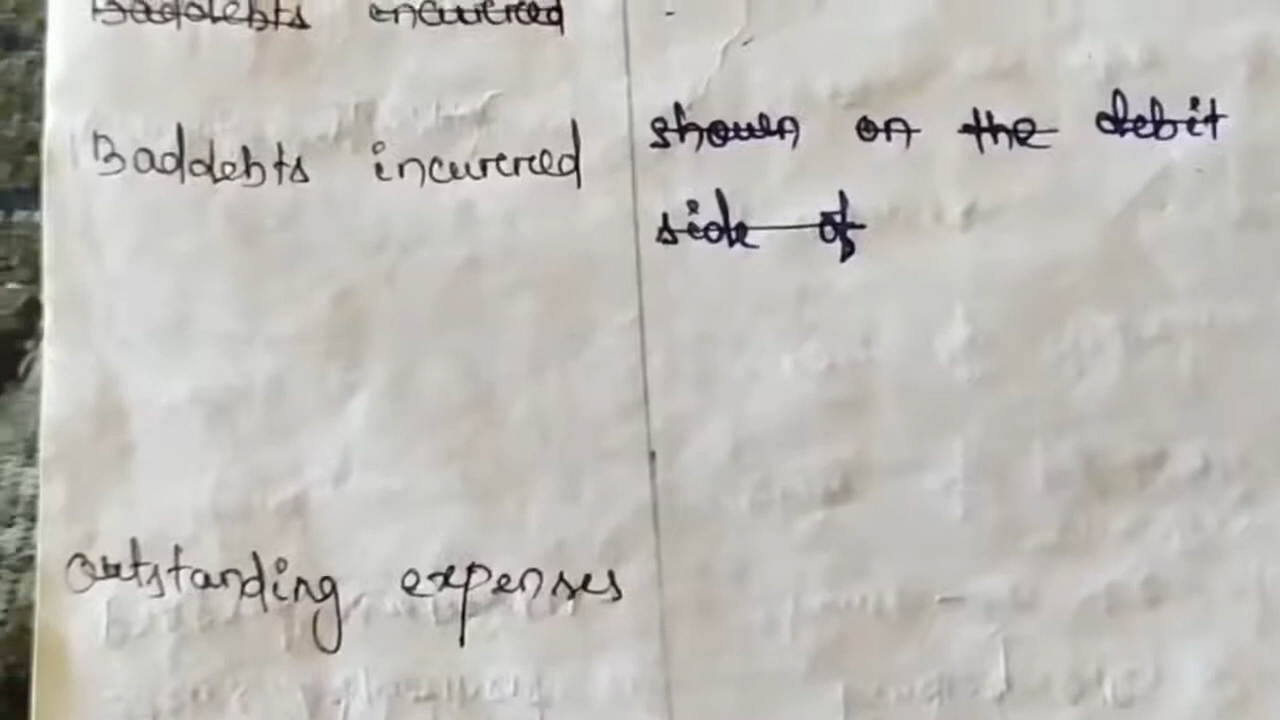 Baddebts incurred
Baddebts incurred
shown on the debit
side of
outstanding expenses